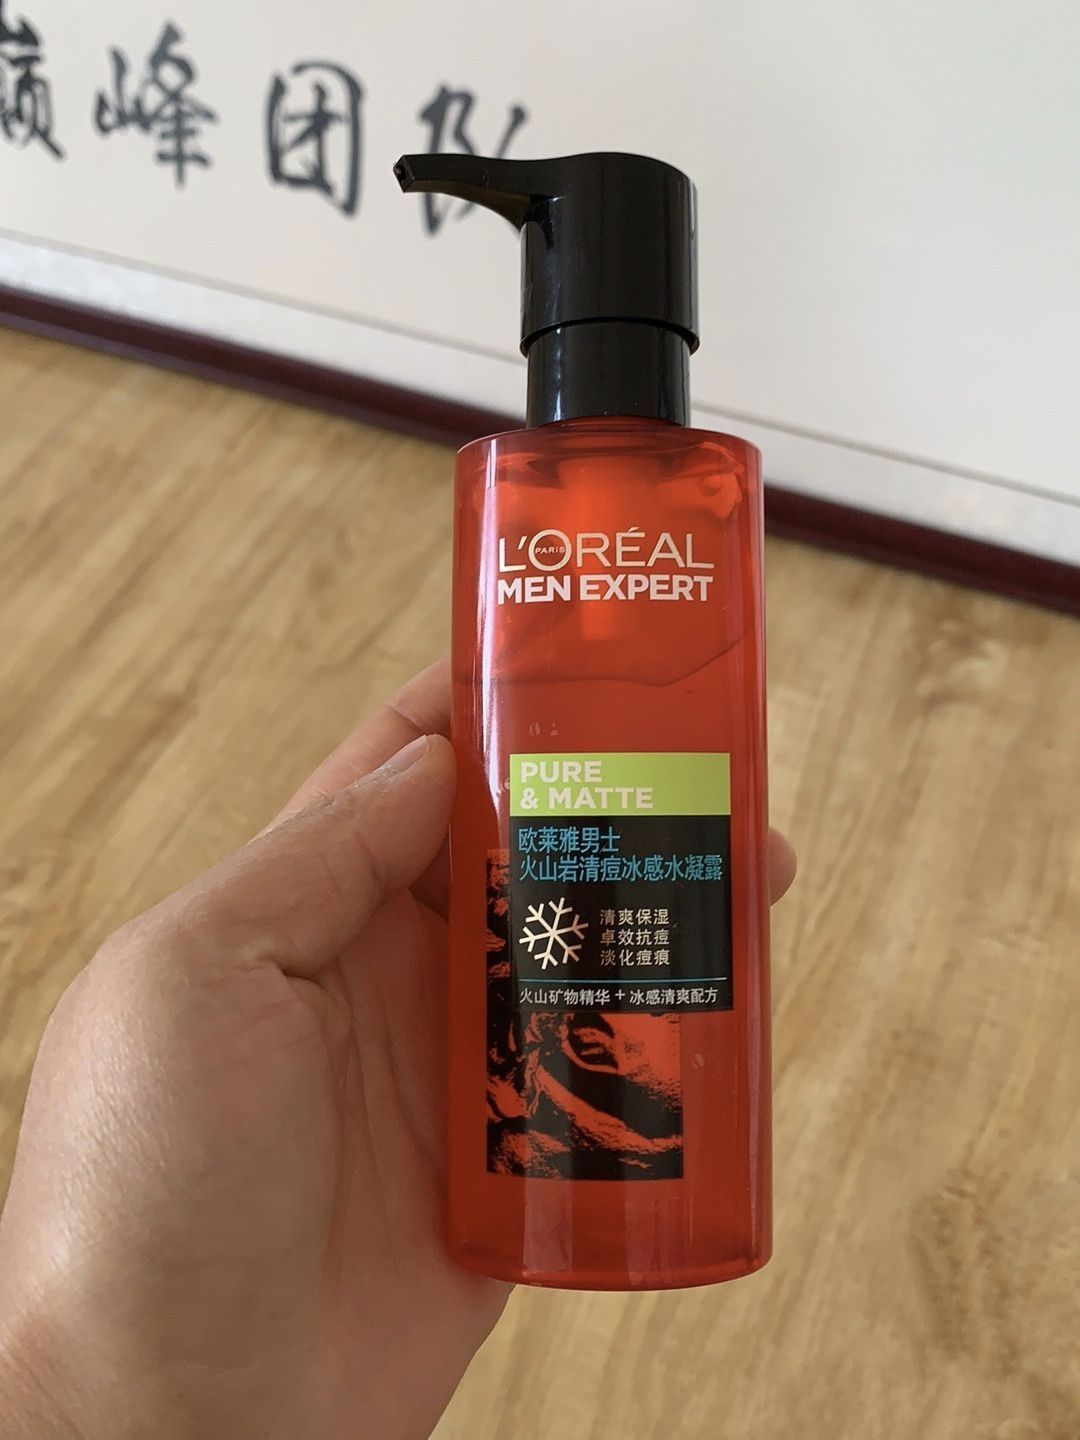 巅峰团队
L'ORÉAL
PARIS
MEN EXPERT
PURE
& MATTE
欧莱雅男士
火山岩清痘冰感水凝露
清爽保湿
卓效抗痘
淡化痘痕
火山矿物精华 + 冰感清爽配方